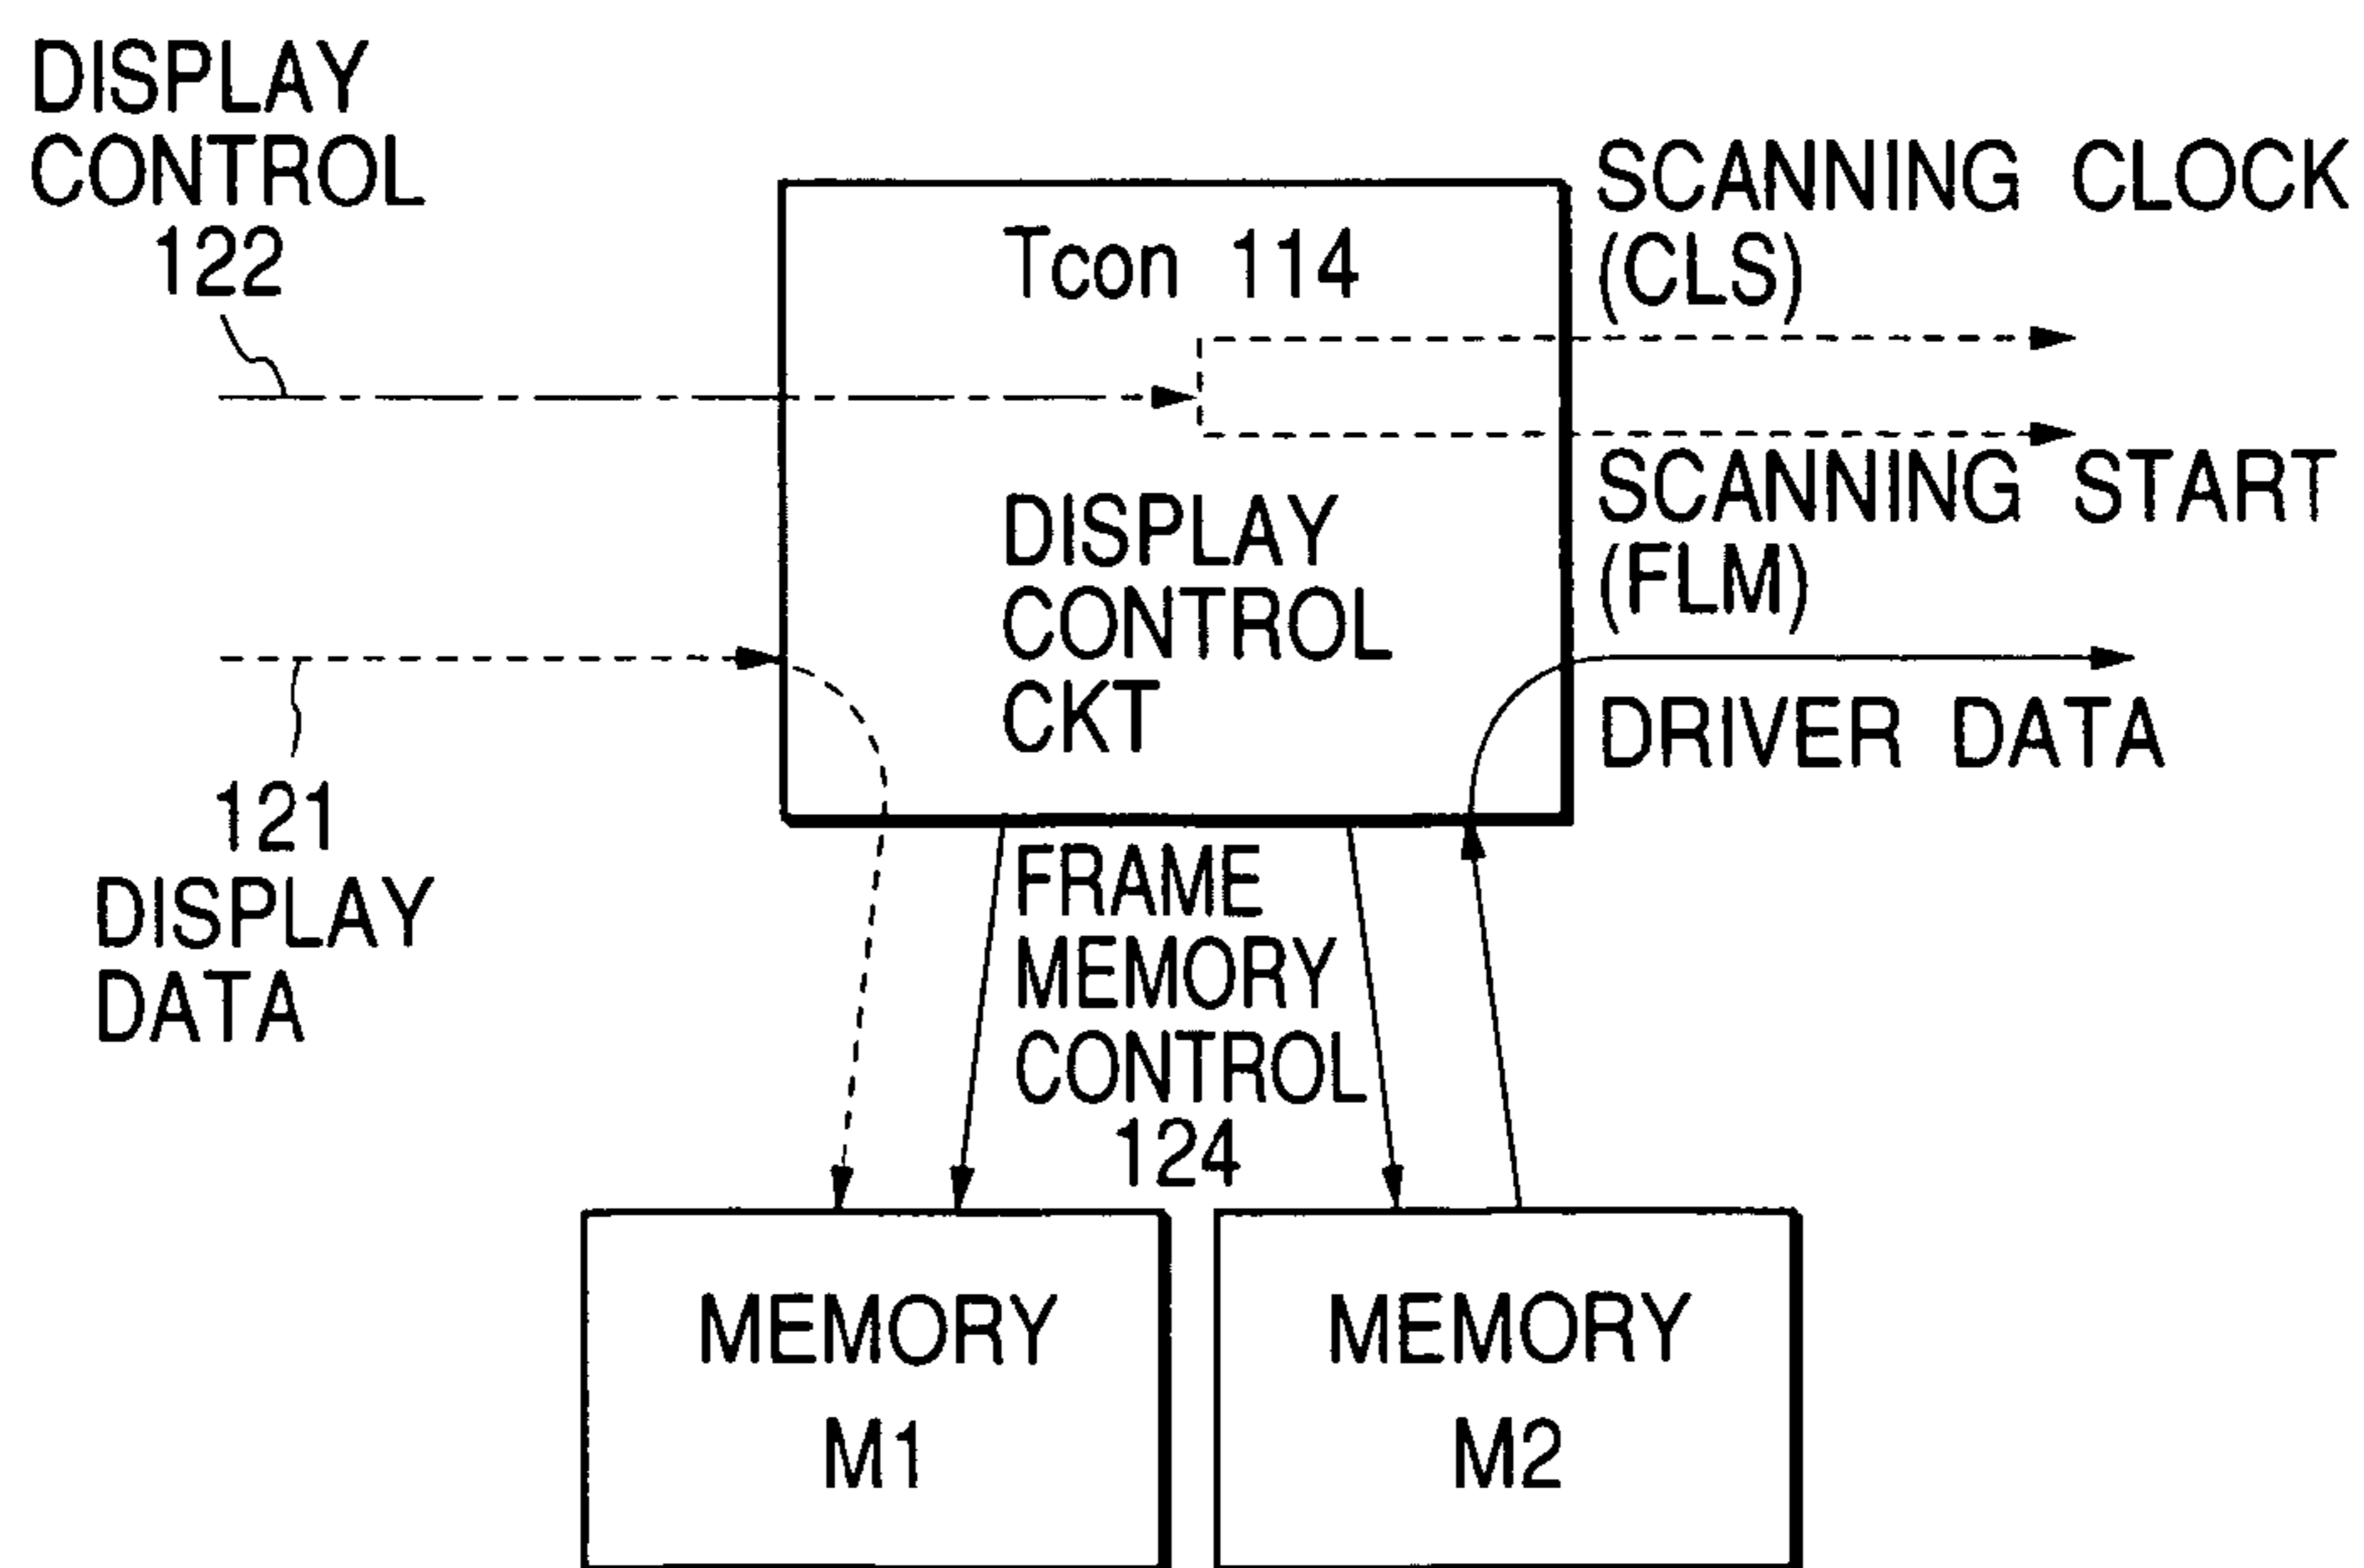 DISPLAY
CONTROL
122
Tcon 114
SCANNING CLOCK
(CLS)
SCANNING START
(FLM)
DISPLAY
CONTROL
CKT
DRIVER DATA
121
DISPLAY
DATA
FRAME
MEMORY
CONTROL
124
MEMORY
M1
MEMORY
M2